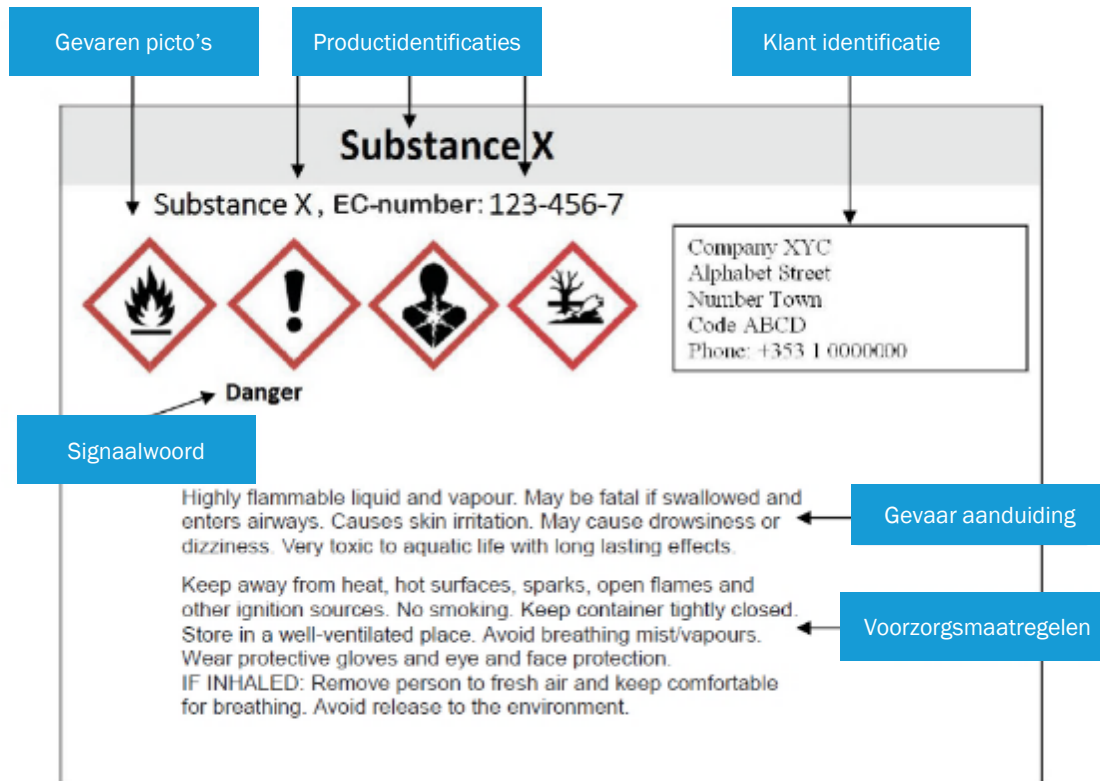 Gevaren picto's
Productidentificaties
Klant identificatie
Substance X
Substance X, EC-number: 123-456-7
Company XYC
Alphabet Street
Number Town
Code ABCD
Phone: +353 1 0000000
Danger
Signaalwoord
Highly flammable liquid and vapour. May be fatal if swallowed and
enters airways. Causes skin irritation. May cause drowsiness or
dizziness. Very toxic to aquatic life with long lasting effects.
Gevaar aanduiding
Keep away from heat, hot surfaces, sparks, open flames and
other ignition sources. No smoking. Keep container tightly closed.
Store in a well-ventilated place. Avoid breathing mist/vapours.
Wear protective gloves and eye and face protection.
IF INHALED: Remove person to fresh air and keep comfortable
for breathing. Avoid release to the environment.
Voorzorgsmaatregelen